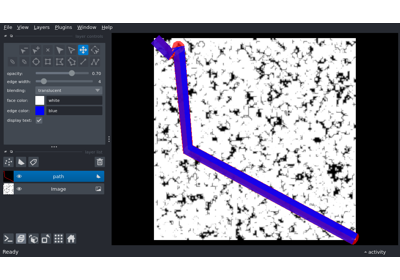 File View Layers Plugins Window Help
opacity: 0.70
edge width: 4
blending: translucent
face color: white
edge color: blue
display text:
path
Image
Ready
activity